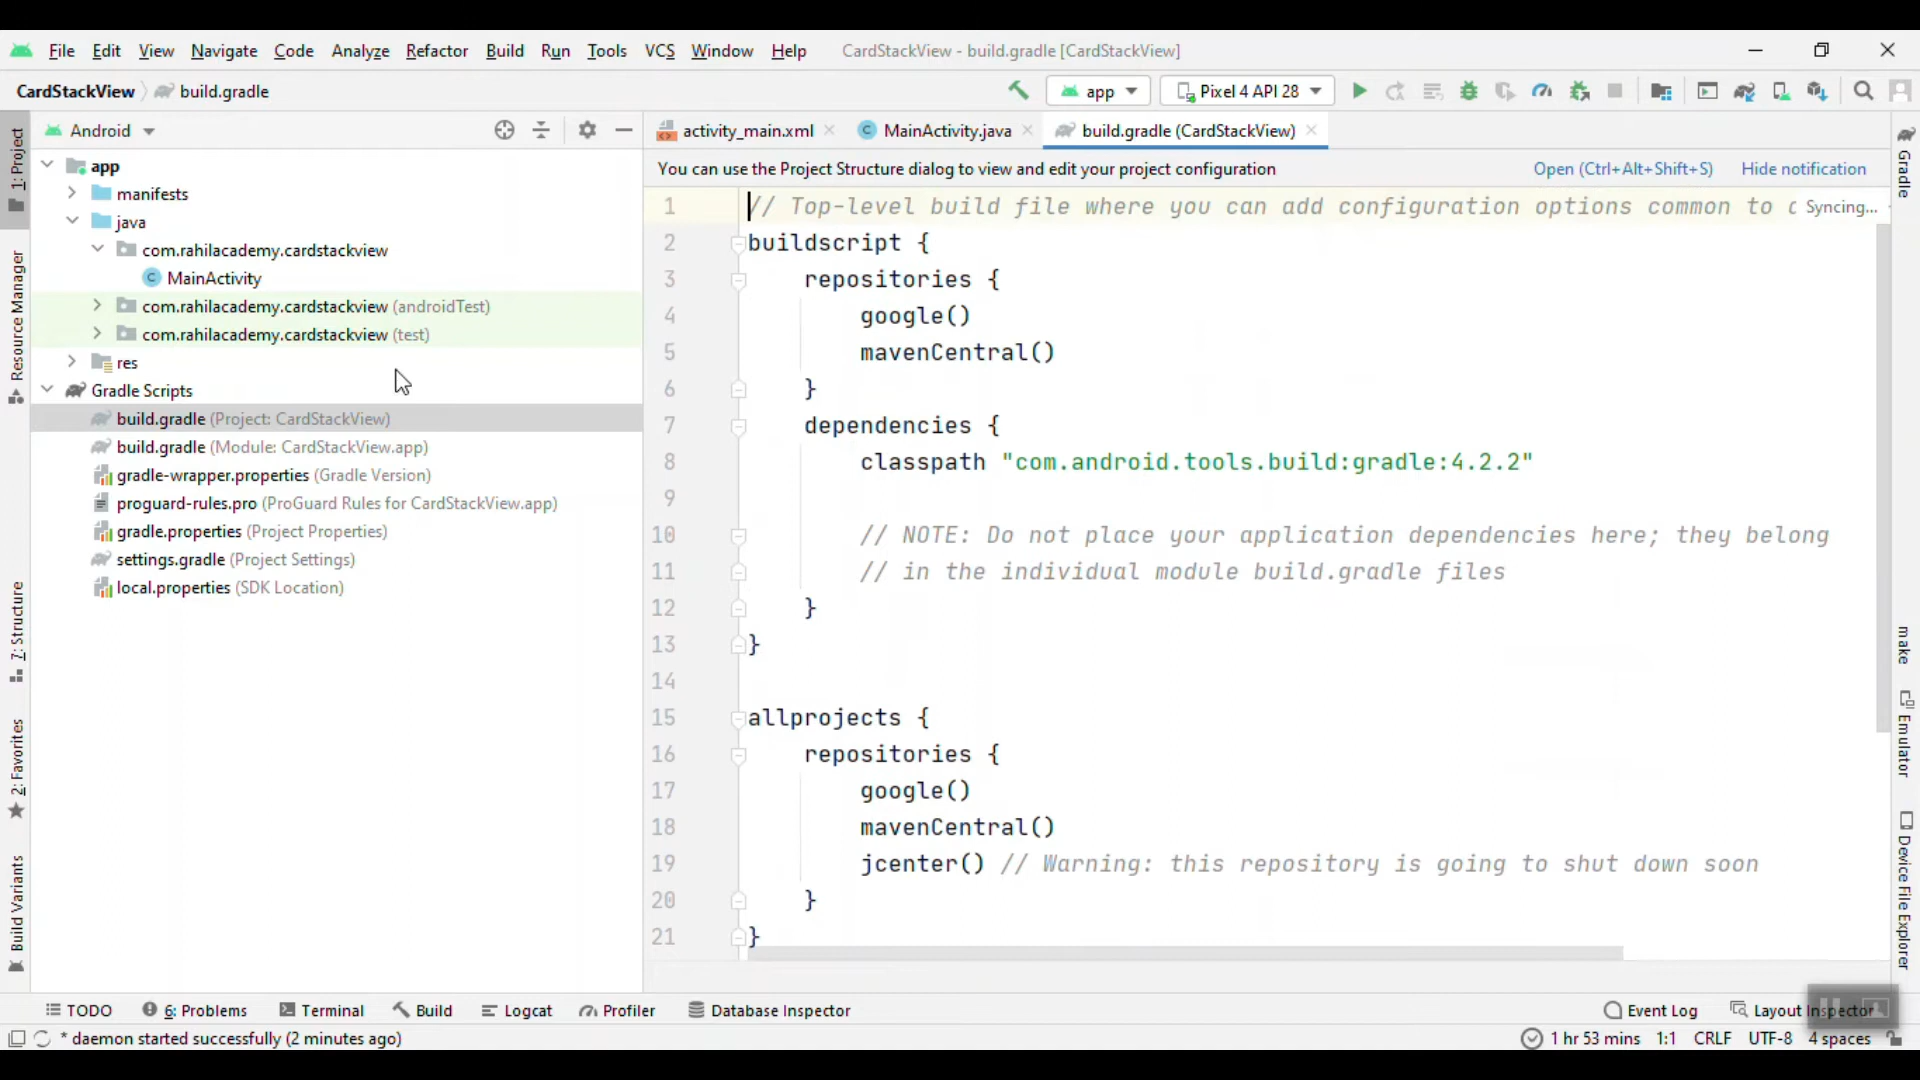 File Edit View Navigate Code Analyze Refactor Build Run Tools VCS Window Help CardStackView - build.gradle [CardStackView]
CardStackView build.gradle app Pixel 4 API 28
Android activity_main.xml MainActivity.java build.gradle (CardStackView)
You can use the Project Structure dialog to view and edit your project configuration Open (Ctrl+Alt+Shift+S) Hide notification
1: Project
Resource Manager
7: Structure
2: Favorites
Build Variants
app
manifests
java
com.rahilacademy.cardstackview
MainActivity
com.rahilacademy.cardstackview (androidTest)
com.rahilacademy.cardstackview (test)
res
Gradle Scripts
build.gradle (Project: CardStackView)
build.gradle (Module: CardStackView.app)
gradle-wrapper.properties (Gradle Version)
proguard-rules.pro (ProGuard Rules for CardStackView.app)
gradle.properties (Project Properties)
settings.gradle (Project Settings)
local.properties (SDK Location)
1 // Top-level build file where you can add configuration options common to Syncing...
2 buildscript {
3 repositories {
4 google()
5 mavenCentral()
6 }
7 dependencies {
8 classpath "com.android.tools.build:gradle:4.2.2"
9
10 // NOTE: Do not place your application dependencies here; they belong
11 // in the individual module build.gradle files
12 }
13 }
14
15 allprojects {
16 repositories {
17 google()
18 mavenCentral()
19 jcenter() // Warning: this repository is going to shut down soon
20 }
21 }
Gradle
make
Emulator
Device File Explorer
TODO 6: Problems Terminal Build Logcat Profiler Database Inspector Event Log Layout Inspector
* daemon started successfully (2 minutes ago) 1 hr 53 mins 1:1 CRLF UTF-8 4 spaces